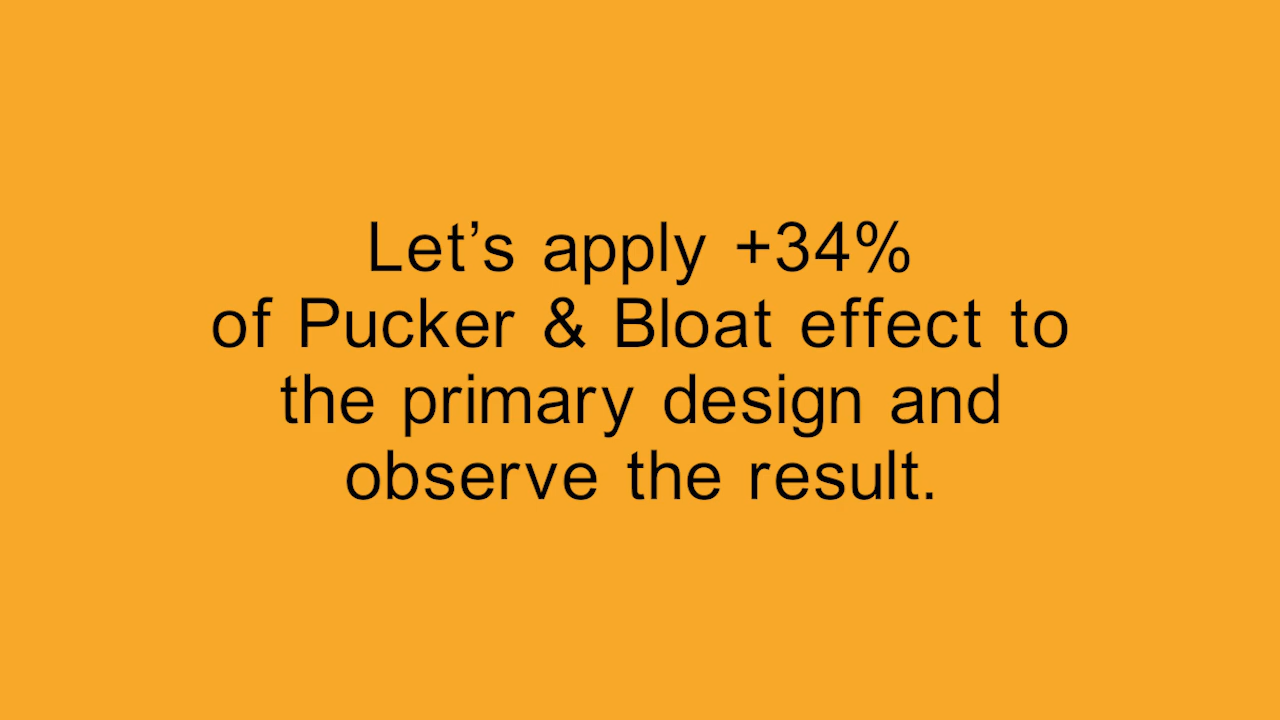 Let’s apply +34%
of Pucker & Bloat effect to
the primary design and
observe the result.